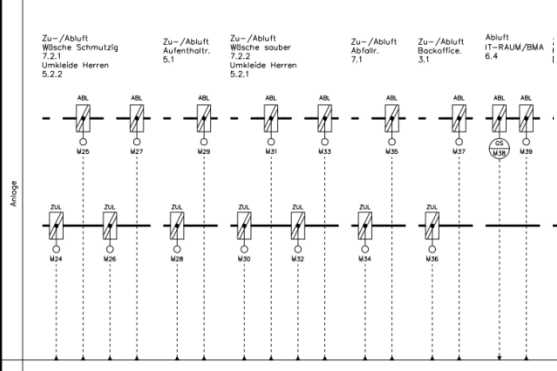 Zu-/Abluft
Wäsche Schmutzig
7.2.1
Umkleide Herren
5.2.2
Zu-/Abluft
Aufenthaltr.
5.1
Zu-/Abluft
Wäsche sauber
7.2.2
Umkleide Herren
5.2.1
Zu-/Abluft
Abfallr.
7.1
Zu-/Abluft
Backoffice.
3.1
Abluft
IT-RAUM/BMA
6.4
ABL ABL ABL ABL ABL ABL ABL ABL ABL
GS
M25 M27 M29 M31 M33 M35 M37 M38 M39
Anlage
ZUL ZUL ZUL ZUL ZUL ZUL ZUL
M24 M26 M28 M30 M32 M34 M36